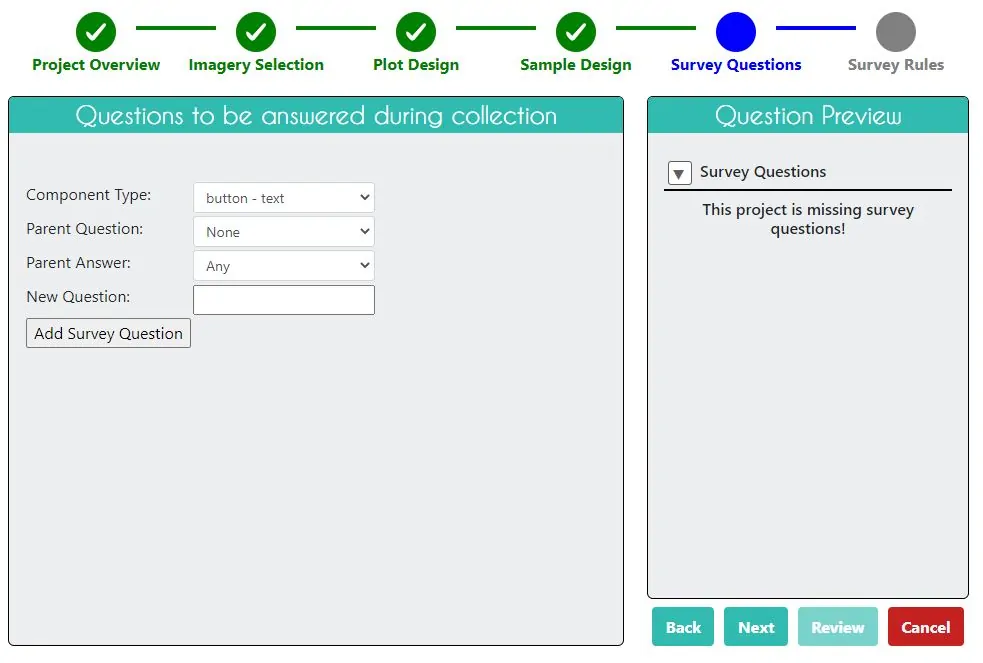 Project Overview
Imagery Selection
Plot Design
Sample Design
Survey Questions
Survey Rules
Questions to be answered during collection
Component Type:
button - text
Parent Question:
None
Parent Answer:
Any
New Question:
Add Survey Question
Question Preview
Survey Questions
This project is missing survey
questions!
Back
Next
Review
Cancel